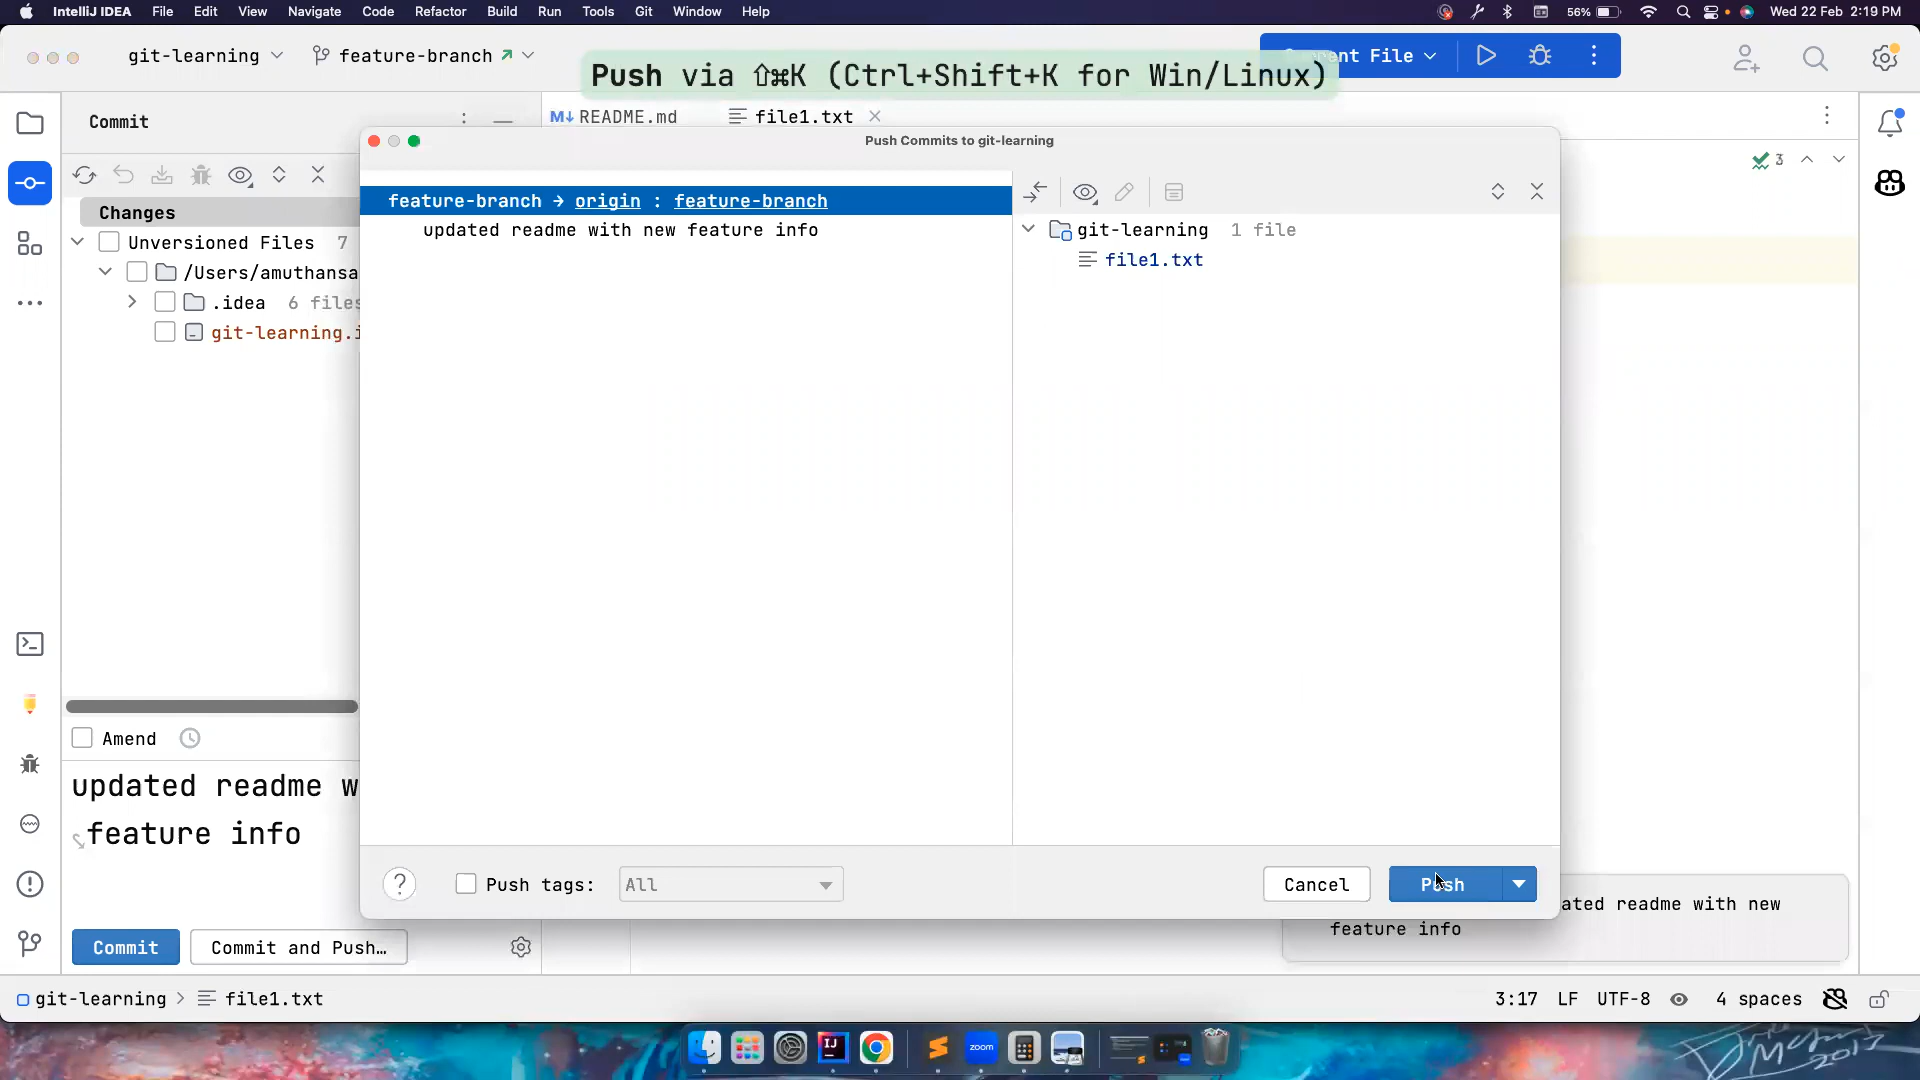 IntelliJ IDEA File Edit View Navigate Code Refactor Build Run Tools Git Window Help 56% Wed 22 Feb 2:19 PM
git-learning feature-branch
Push via ⇧⌘K (Ctrl+Shift+K for Win/Linux)
nt File
Commit
README.md file1.txt
Push Commits to git-learning
3
feature-branch → origin : feature-branch
updated readme with new feature info
git-learning 1 file
file1.txt
Changes
Unversioned Files 7
/Users/amuthansa
.idea 6 files
git-learning.i
Amend
updated readme w
feature info
? Push tags: All Cancel Push
ated readme with new
feature info
Commit Commit and Push…
git-learning > file1.txt 3:17 LF UTF-8 4 spaces
IJ zoom
2017